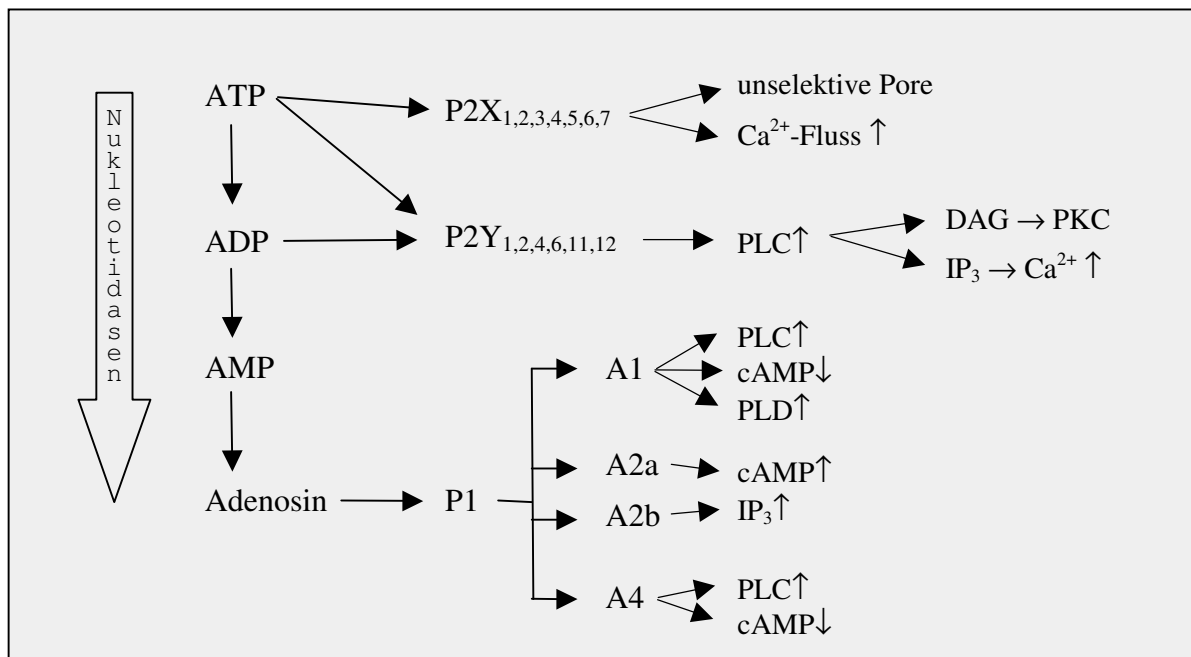 Nukleotidasen
ATP
P2X1,2,3,4,5,6,7
unselektive Pore
Ca²⁺-Fluss ↑
ADP
P2Y1,2,4,6,11,12
PLC↑
DAG → PKC
IP₃ → Ca²⁺ ↑
AMP
Adenosin
P1
A1
PLC↑
cAMP↓
PLD↑
A2a
cAMP↑
A2b
IP₃↑
A4
PLC↑
cAMP↓